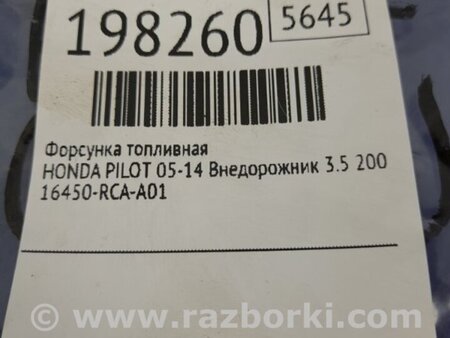 198260
5645
Форсунка топливная
HONDA PILOT 05-14 Внедорожник 3.5 200
16450-RCA-A01
© www.razborki.com